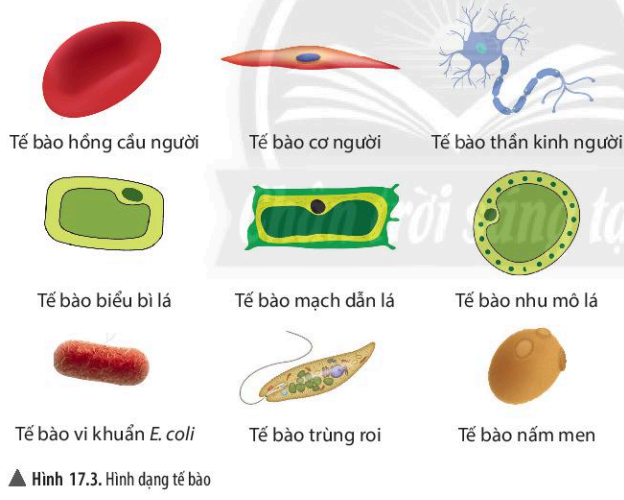 Tế bào hồng cầu người
Tế bào cơ người
Tế bào thần kinh người
Tế bào biểu bì lá
Tế bào mạch dẫn lá
Tế bào nhu mô lá
Tế bào vi khuẩn E. coli
Tế bào trùng roi
Tế bào nấm men
▲ Hình 17.3. Hình dạng tế bào